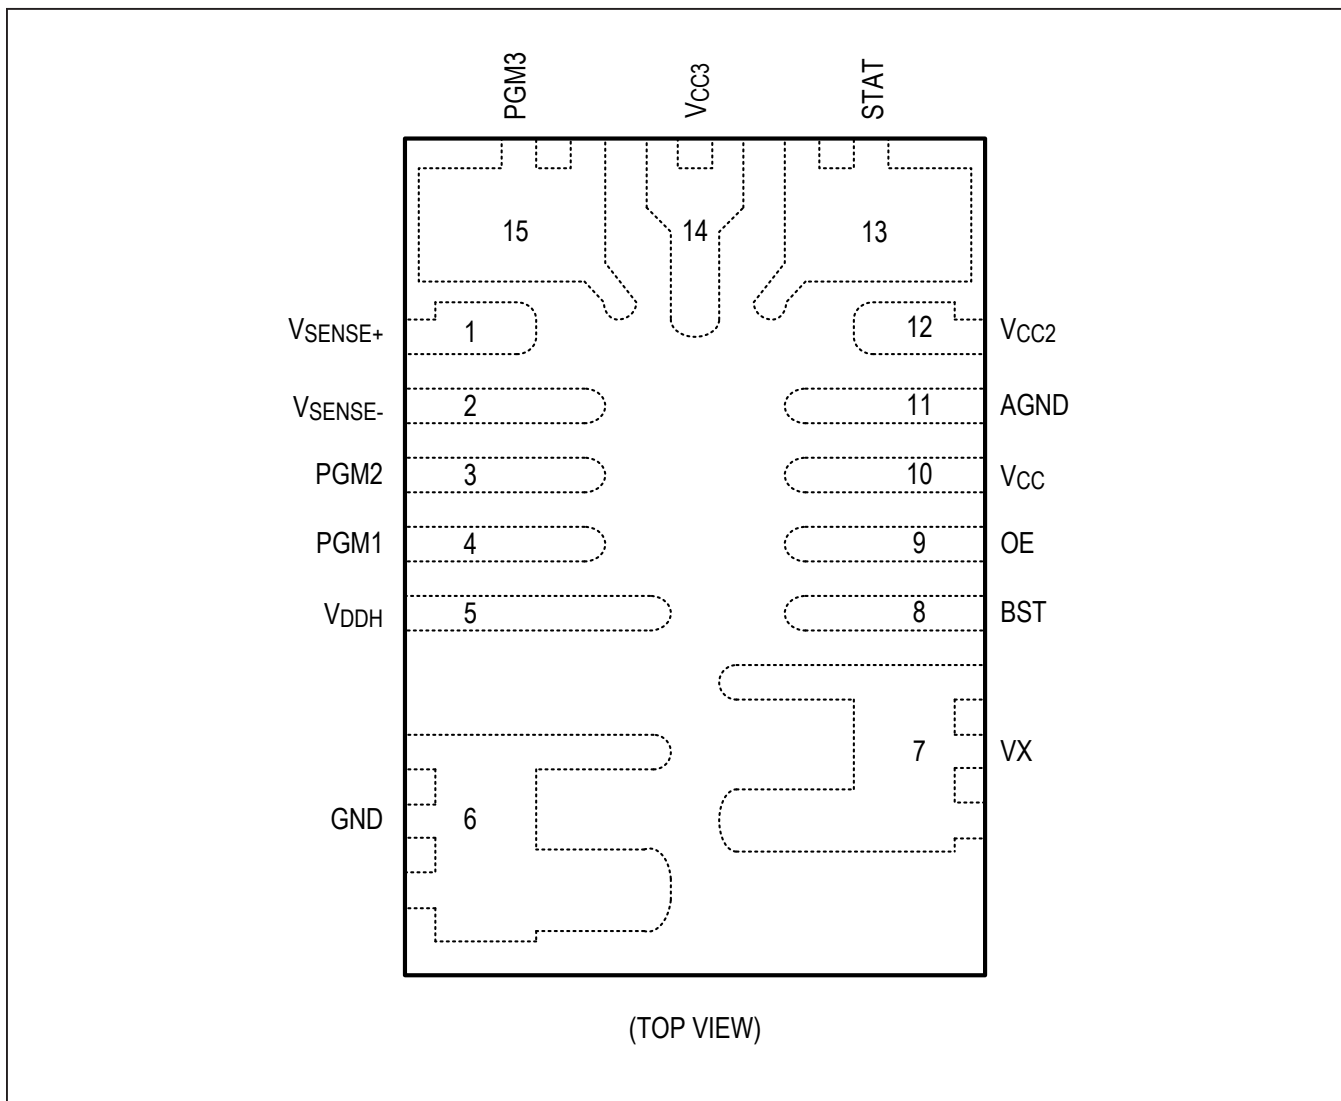 PGM3 VCC3 STAT
15 14 13
VSENSE+ 1 12 VCC2
VSENSE- 2 11 AGND
PGM2 3 10 VCC
PGM1 4 9 OE
VDDH 5 8 BST
7 VX
GND 6
(TOP VIEW)